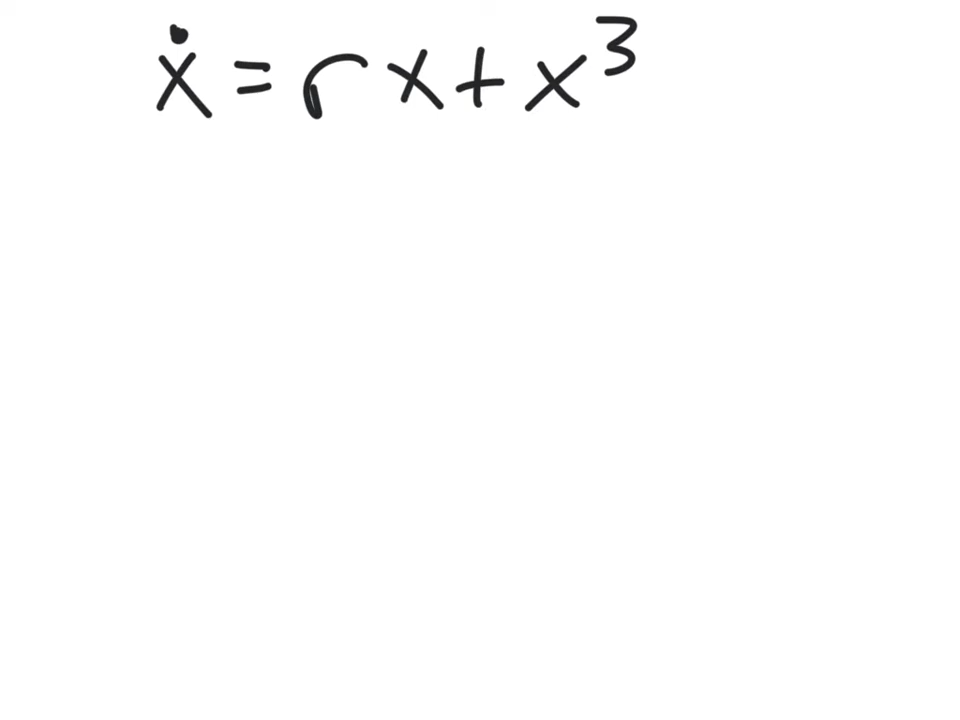 ẋ = rx + x³